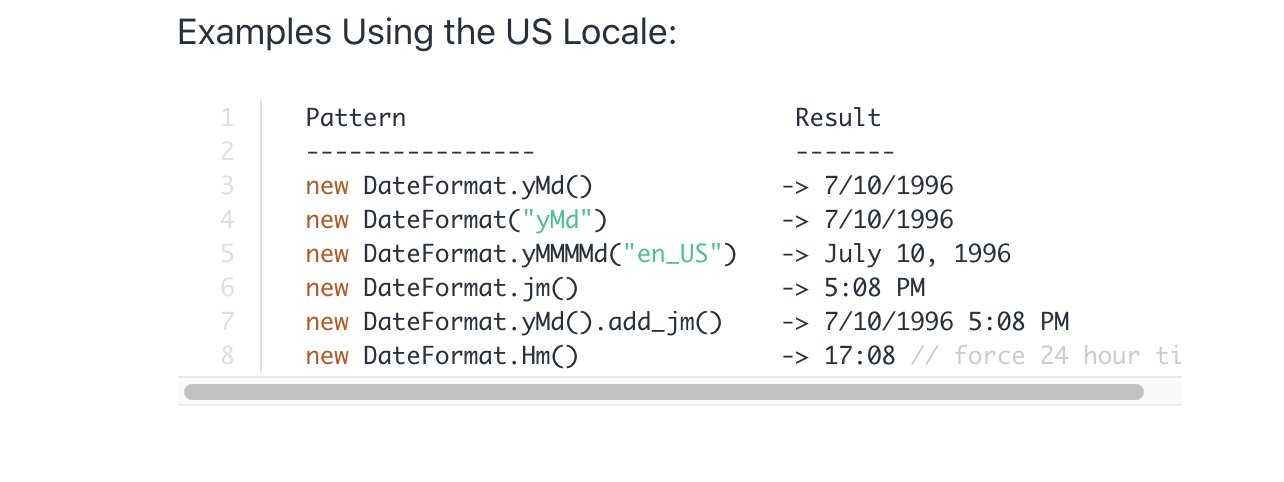 Examples Using the US Locale:
1 Pattern Result
2 ---------------- -------
3 new DateFormat.yMd() -> 7/10/1996
4 new DateFormat("yMd") -> 7/10/1996
5 new DateFormat.yMMMMd("en_US") -> July 10, 1996
6 new DateFormat.jm() -> 5:08 PM
7 new DateFormat.yMd().add_jm() -> 7/10/1996 5:08 PM
8 new DateFormat.Hm() -> 17:08 // force 24 hour ti